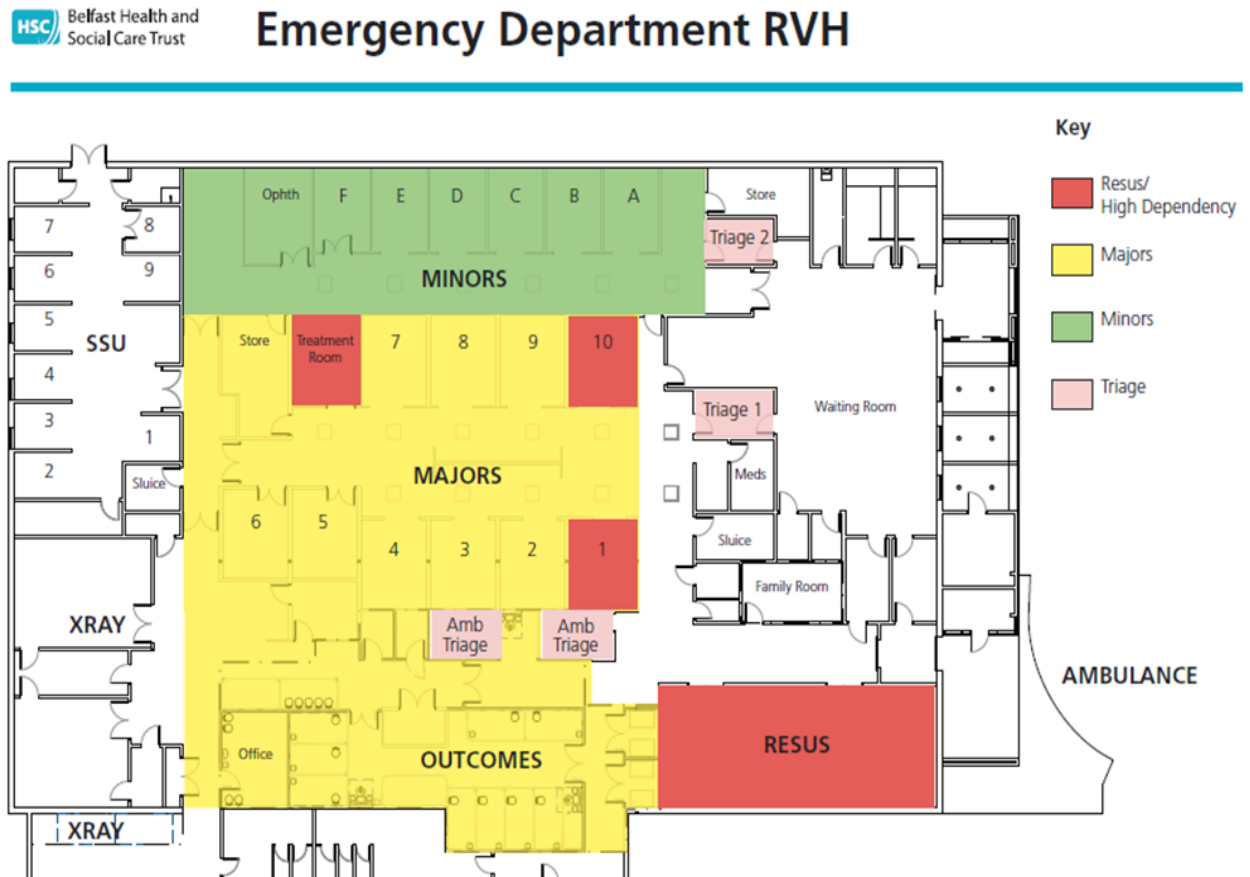 HSC
Belfast Health and
Social Care Trust
Emergency Department RVH
Key
Resus/
High Dependency
Majors
Minors
Triage
Ophth
F
E
D
C
B
A
Store
Triage 2
MINORS
7
8
6
9
5
SSU
4
3
1
2
Sluice
Store
Treatment
Room
7
8
9
10
Triage 1
Waiting Room
MAJORS
Meds
6
5
4
3
2
1
Sluice
Family Room
XRAY
Amb
Triage
Amb
Triage
AMBULANCE
Office
OUTCOMES
RESUS
XRAY